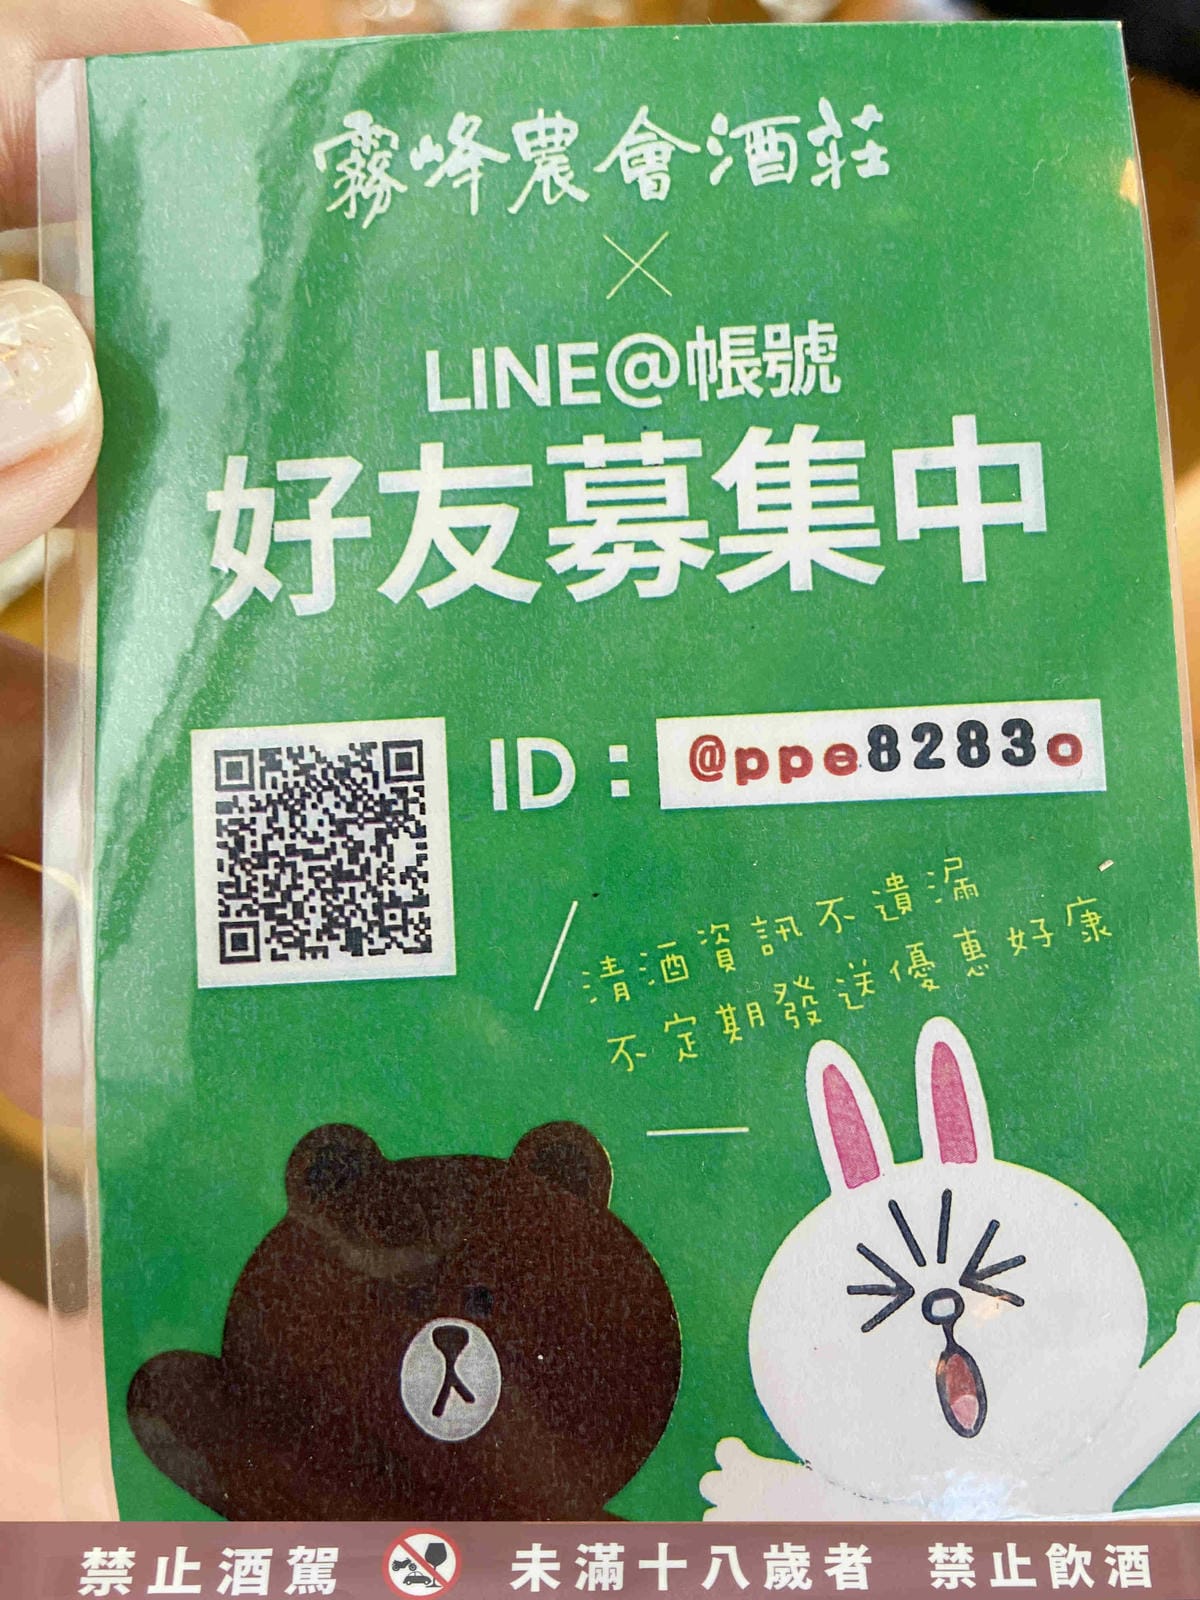 霧峰農會酒莊
×
LINE@帳號
好友募集中
ID：@ppe8283o
清酒資訊不遺漏
不定期發送優惠好康
禁止酒駕 未滿十八歲者 禁止飲酒